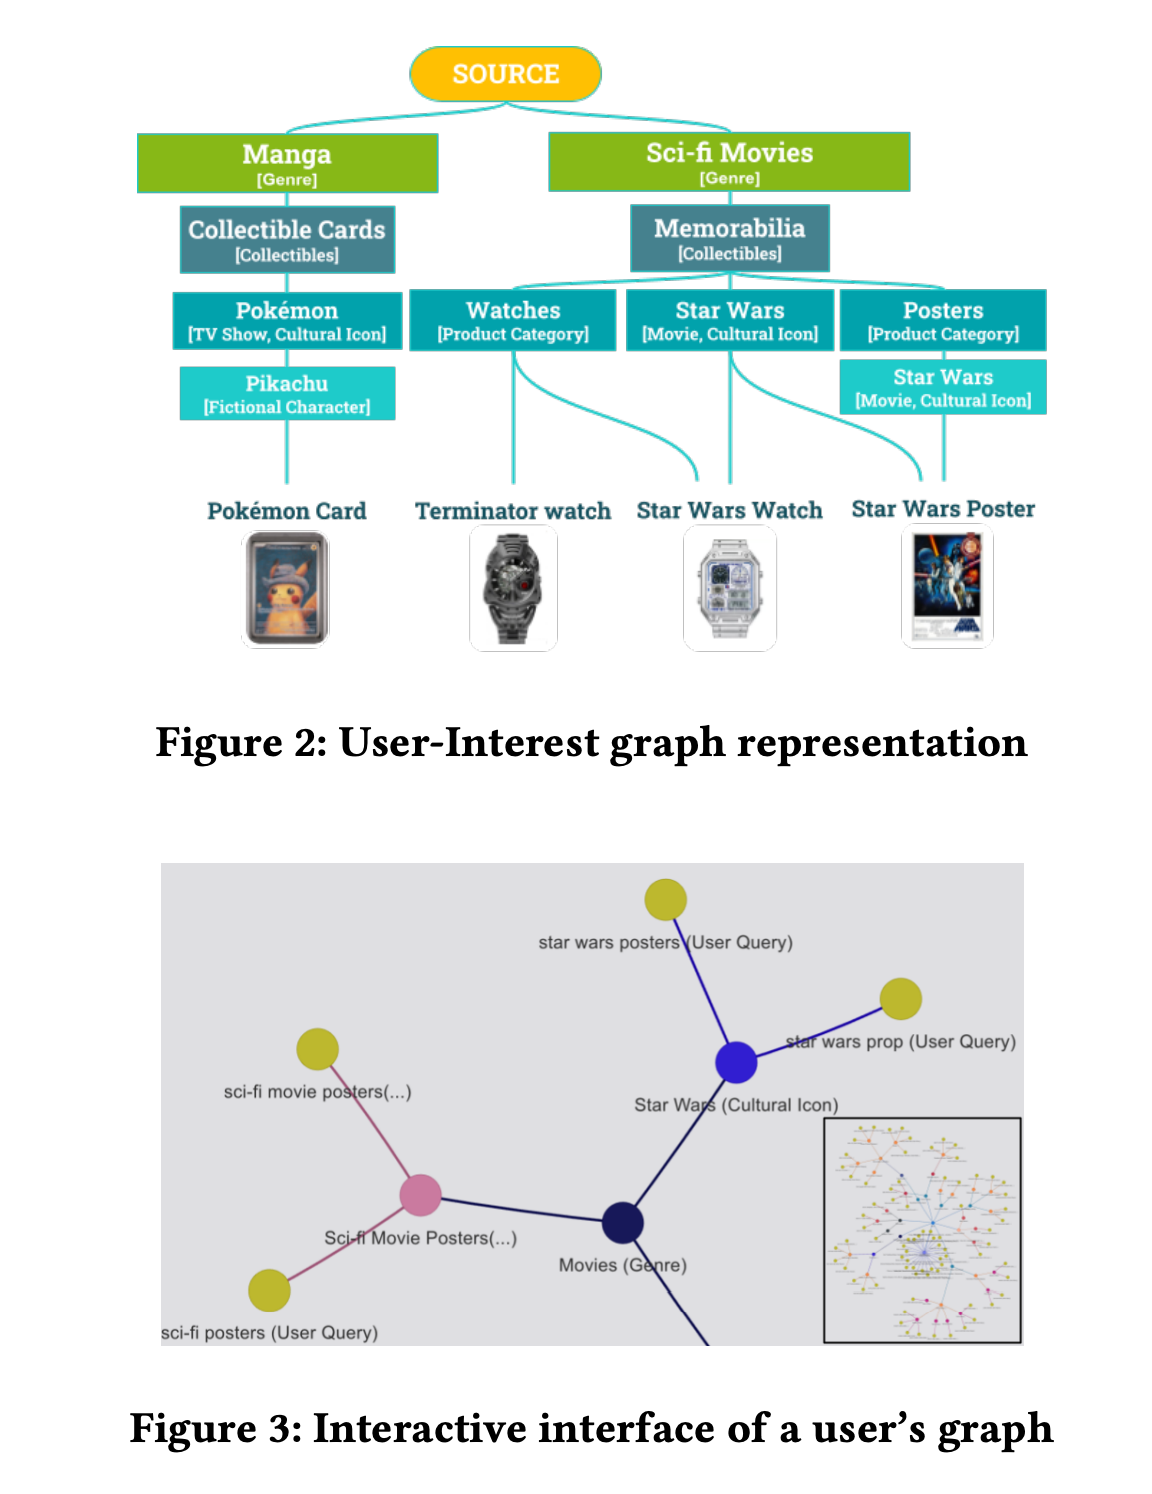 SOURCE
Manga
[Genre]
Sci-fi Movies
[Genre]
Collectible Cards
[Collectibles]
Memorabilia
[Collectibles]
Pokémon
[TV Show, Cultural Icon]
Watches
[Product Category]
Star Wars
[Movie, Cultural Icon]
Posters
[Product Category]
Pikachu
[Fictional Character]
Star Wars
[Movie, Cultural Icon]
Pokémon Card
Terminator watch
Star Wars Watch
Star Wars Poster
Figure 2: User-Interest graph representation
star wars posters (User Query)
star wars prop (User Query)
sci-fi movie posters(...)
Star Wars (Cultural Icon)
Sci-fi Movie Posters(...)
Movies (Genre)
sci-fi posters (User Query)
Figure 3: Interactive interface of a user’s graph